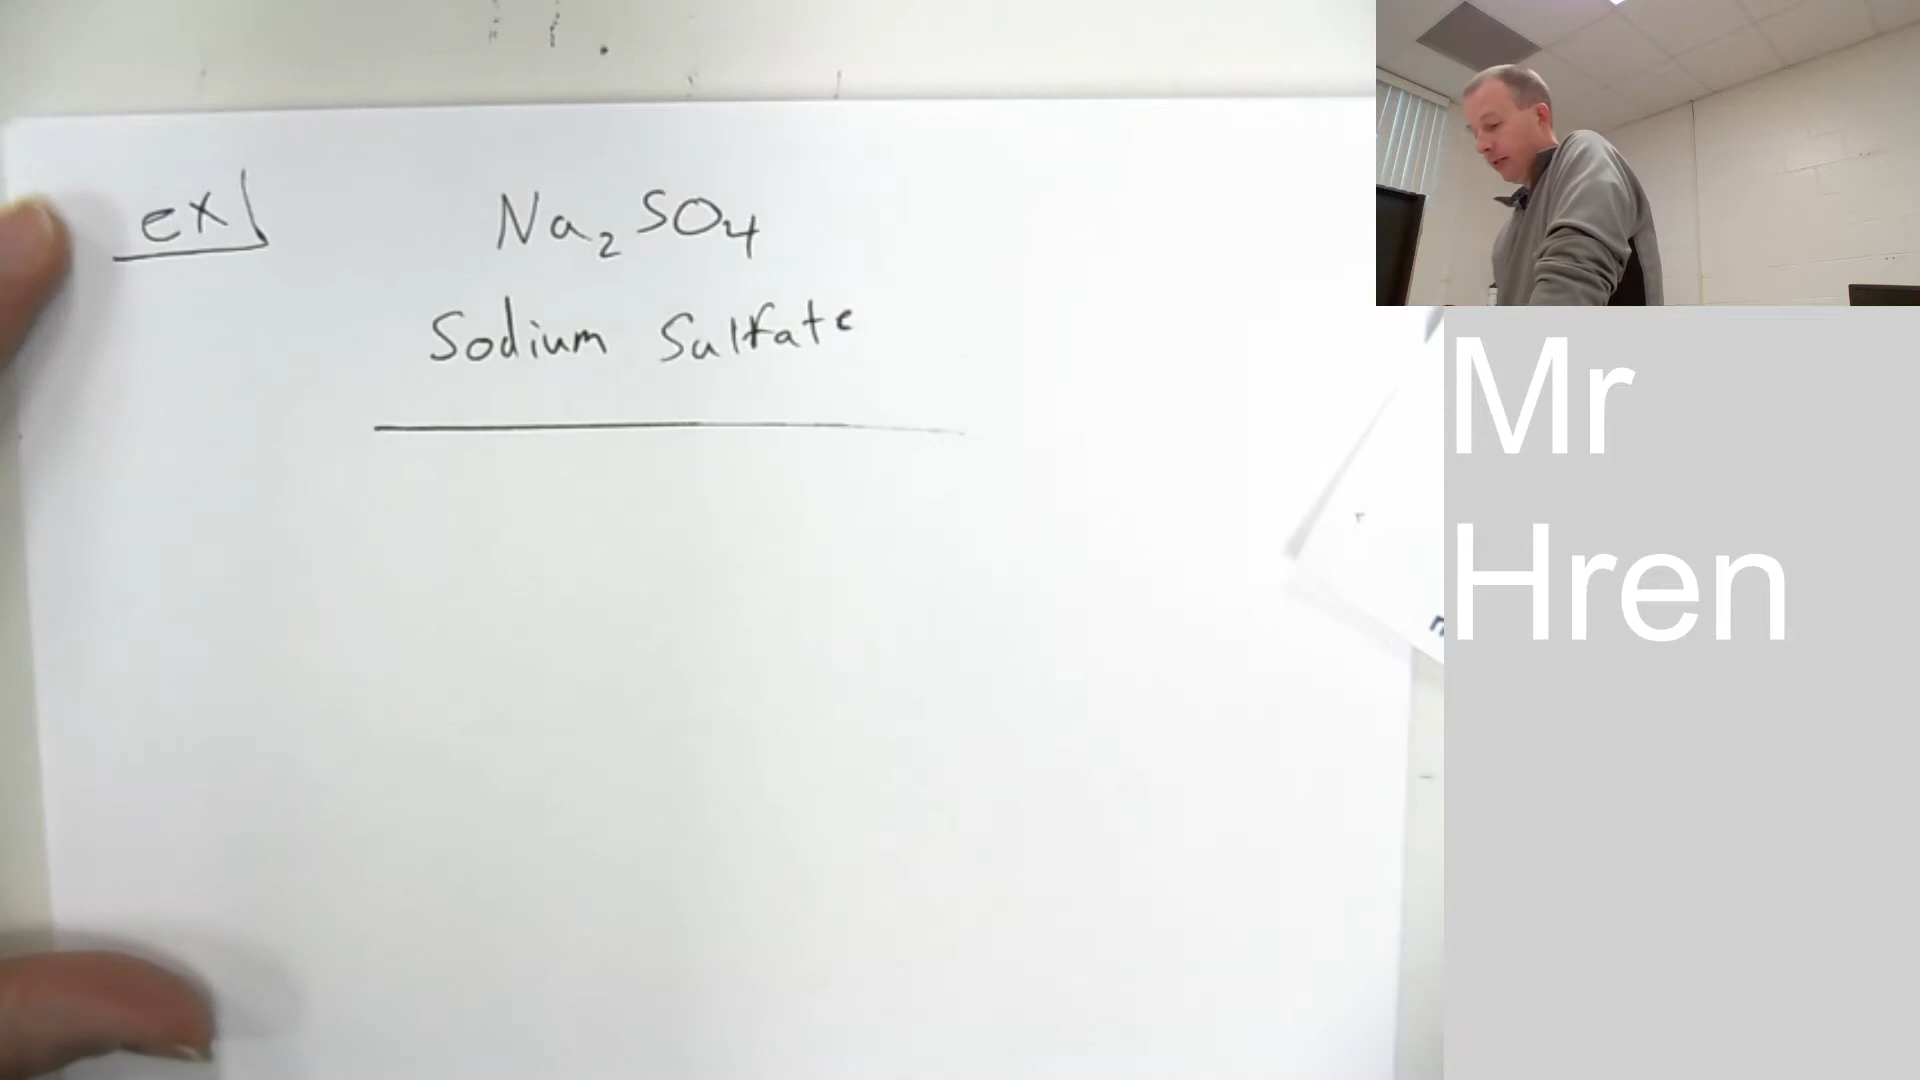 ex
Na₂SO₄
Sodium Sulfate
Mr
Hren